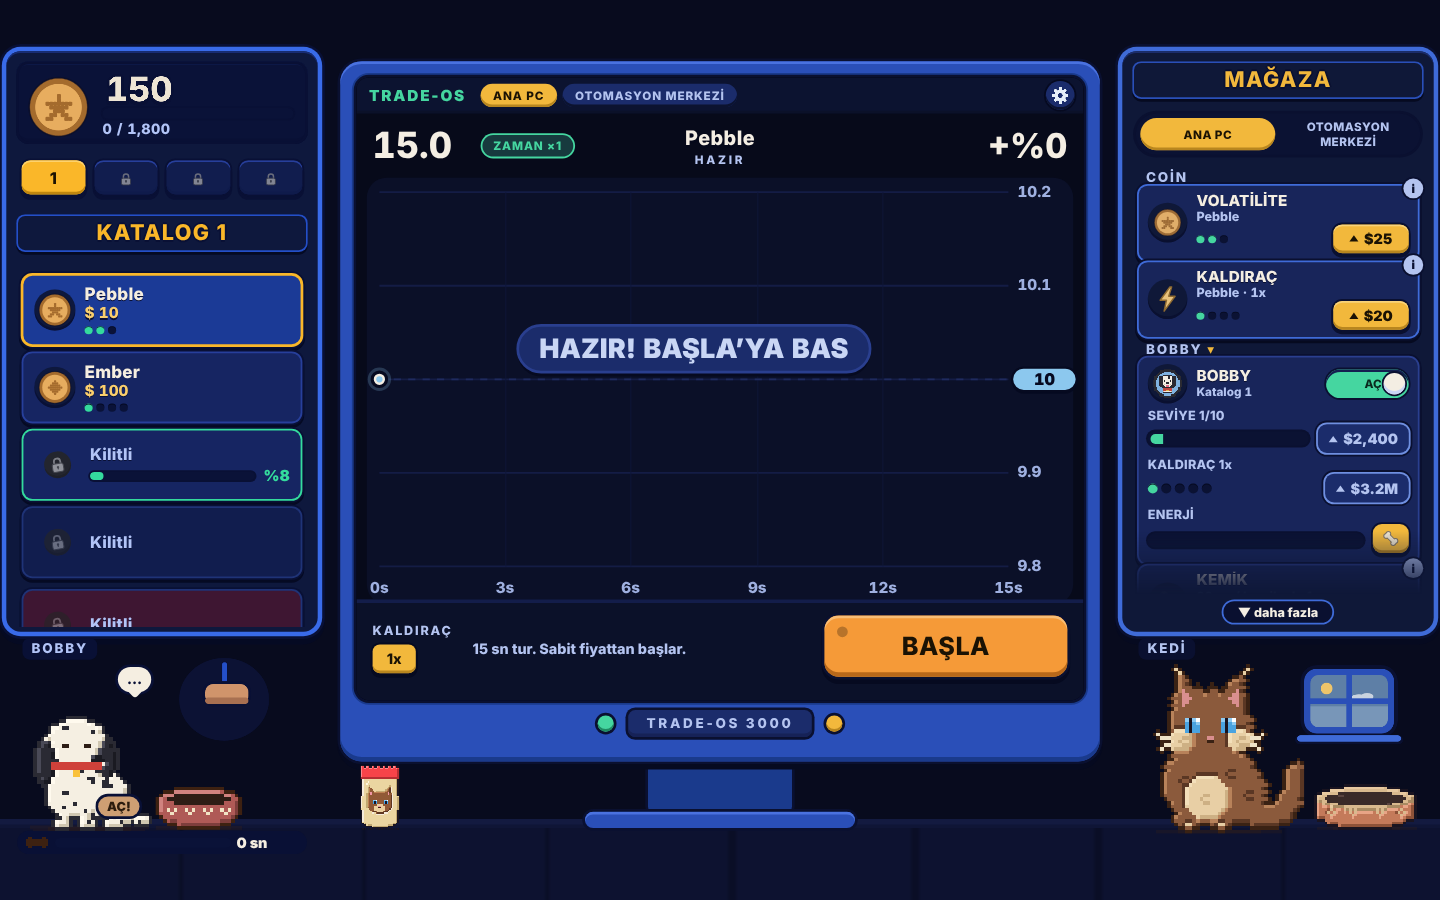 150
0 / 1,800
1
KATALOG 1
Pebble
$ 10
Ember
$ 100
Kilitli
%8
Kilitli
Kilitli
BOBBY
...
AÇ!
0 sn
TRADE-OS
ANA PC
OTOMASYON MERKEZİ
15.0
ZAMAN ×1
Pebble
HAZIR
+%0
10.2
10.1
HAZIR! BAŞLA'YA BAS
10
9.9
9.8
0s
3s
6s
9s
12s
15s
KALDIRAÇ
1x
15 sn tur. Sabit fiyattan başlar.
BAŞLA
TRADE-OS 3000
MAĞAZA
ANA PC
OTOMASYON
MERKEZİ
COİN
i
VOLATİLİTE
Pebble
$25
i
KALDIRAÇ
Pebble · 1x
$20
BOBBY
BOBBY
Katalog 1
AÇ
SEVİYE 1/10
$2,400
KALDIRAÇ 1x
$3.2M
ENERJİ
i
KEMİK
daha fazla
KEDİ